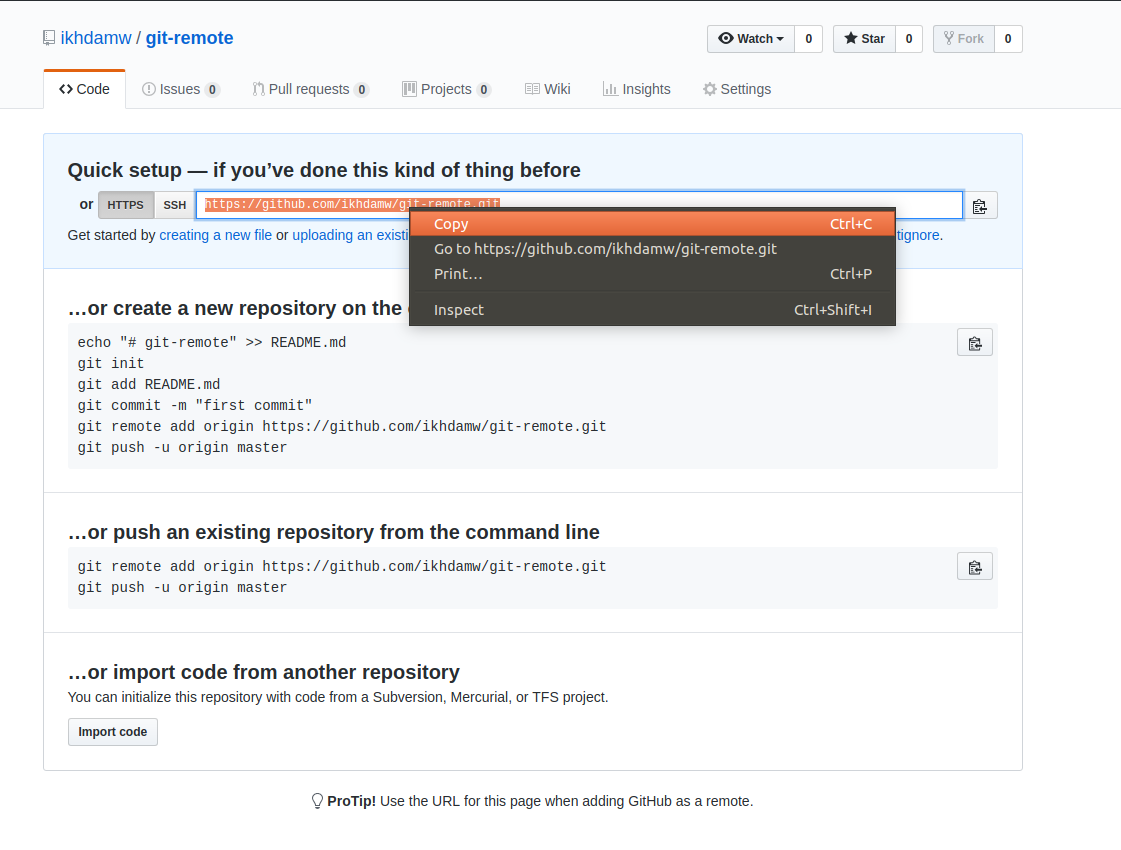 ikhdamw / git-remote
Watch 0 Star 0 Fork 0
Code Issues 0 Pull requests 0 Projects 0 Wiki Insights Settings
Quick setup — if you’ve done this kind of thing before
or HTTPS SSH https://github.com/ikhdamw/git-remote.git
Copy Ctrl+C
Get started by creating a new file or uploading an existi tignore.
Go to https://github.com/ikhdamw/git-remote.git
Print… Ctrl+P
Inspect Ctrl+Shift+I
…or create a new repository on the
echo "# git-remote" >> README.md
git init
git add README.md
git commit -m "first commit"
git remote add origin https://github.com/ikhdamw/git-remote.git
git push -u origin master
…or push an existing repository from the command line
git remote add origin https://github.com/ikhdamw/git-remote.git
git push -u origin master
…or import code from another repository
You can initialize this repository with code from a Subversion, Mercurial, or TFS project.
Import code
ProTip! Use the URL for this page when adding GitHub as a remote.